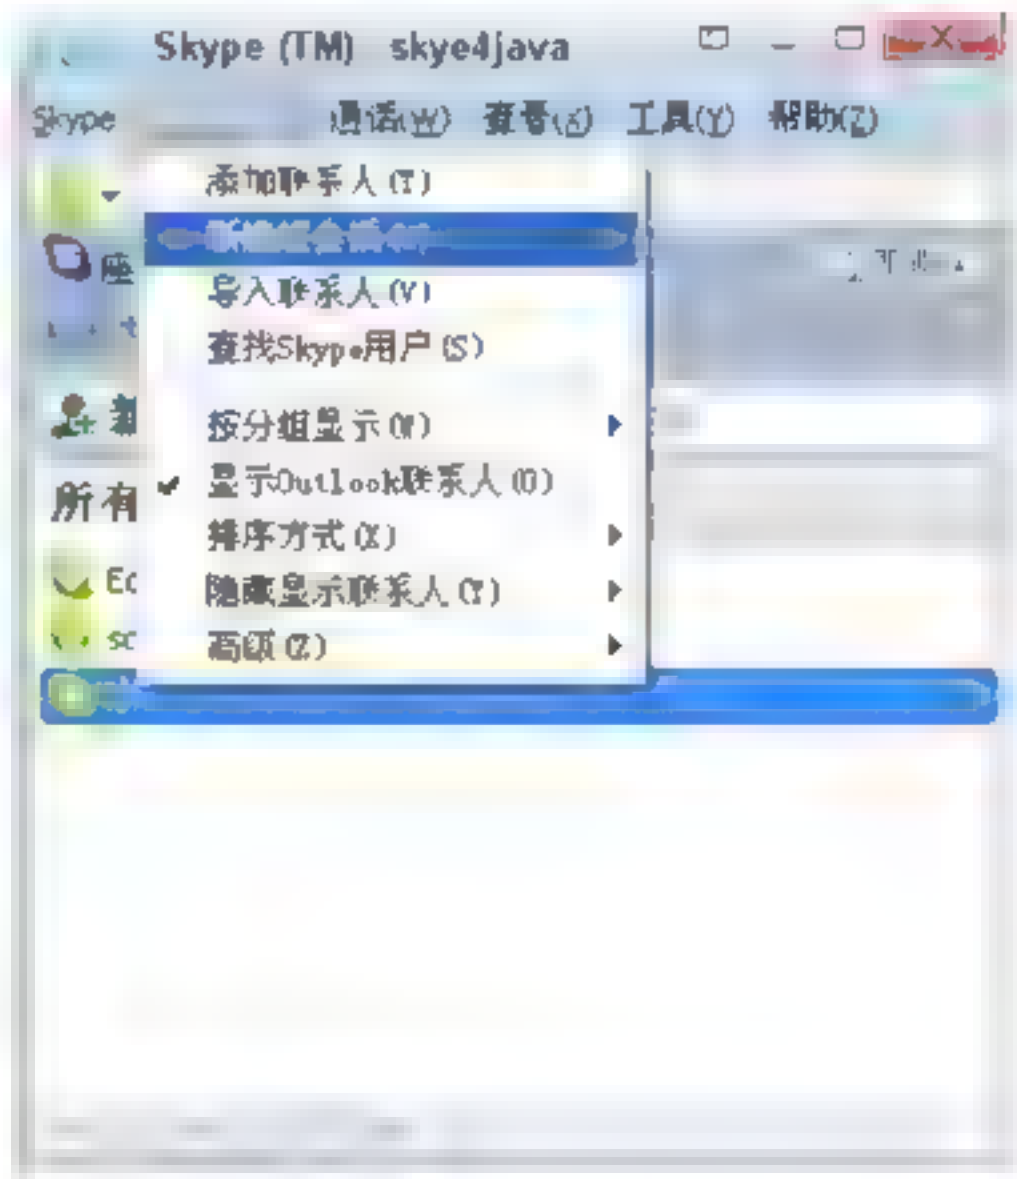 Skype (TM) skye4java
Skype 通话(W) 查看(X) 工具(Y) 帮助(Z)
添加联系人(T)
导入联系人(V)
查找Skype用户(S)
按分组显示(W)
显示Outlook联系人(O)
排序方式(X)
隐藏显示联系人(Y)
高级(Z)
座
所有